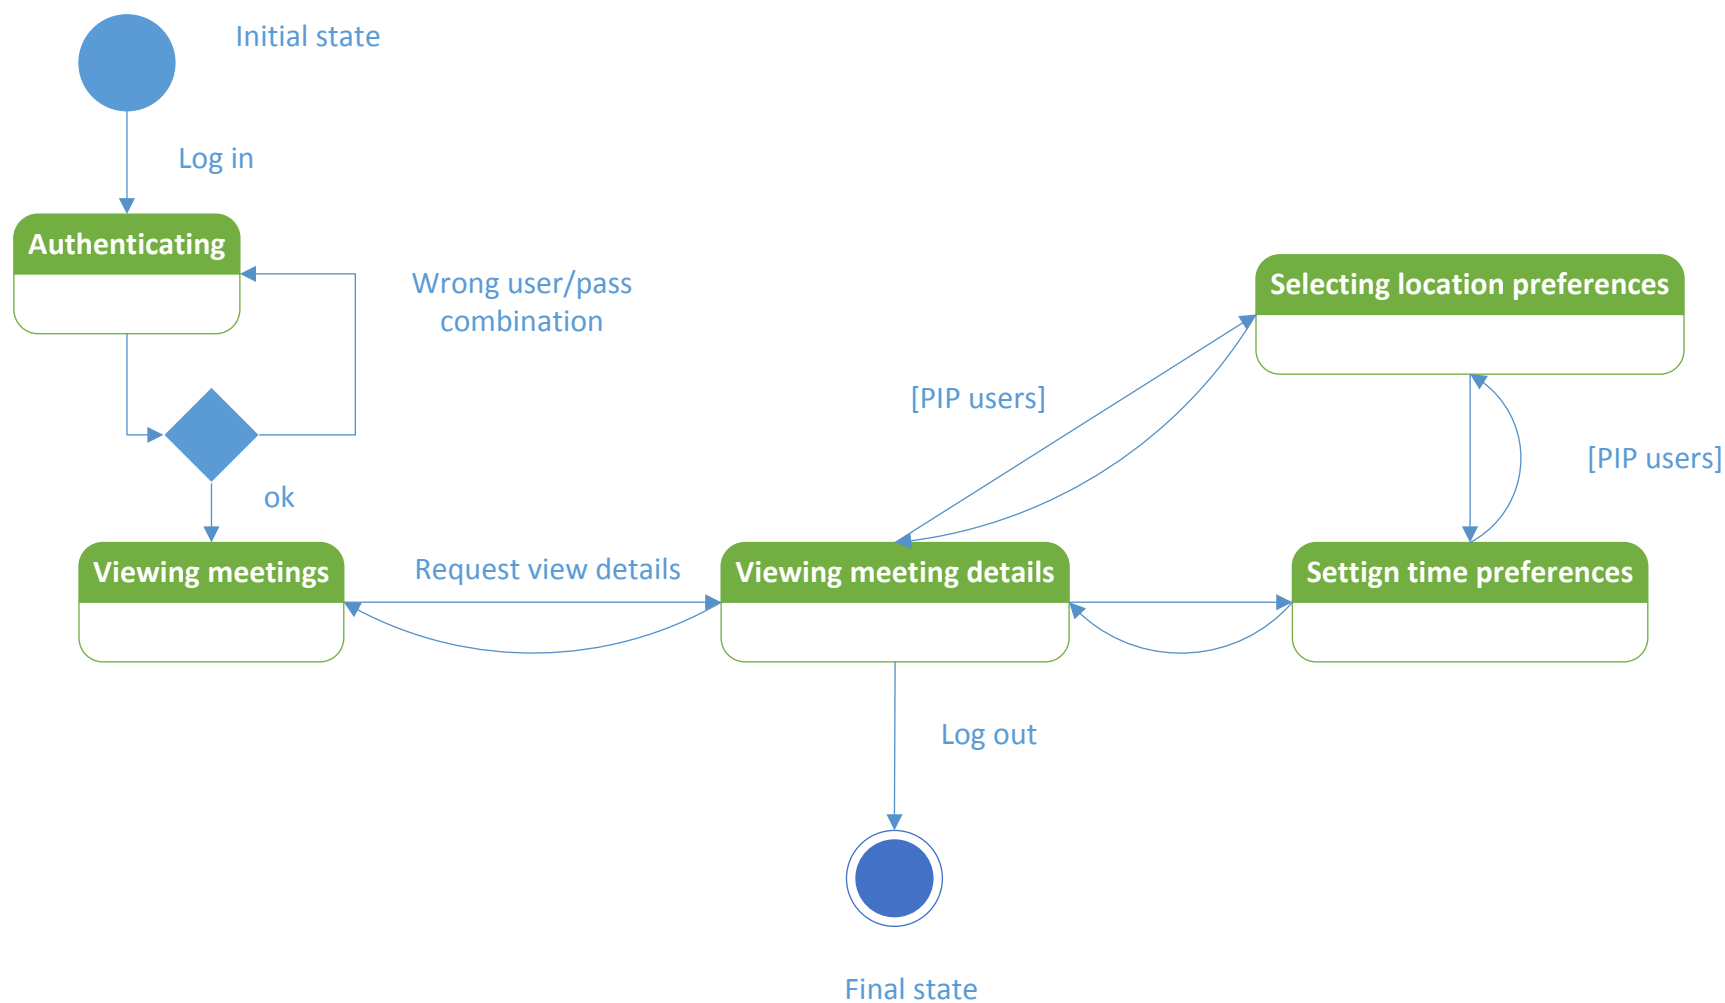 Initial state
Log in
Authenticating
Wrong user/pass
combination
Selecting location preferences
[PIP users]
[PIP users]
ok
Viewing meetings
Request view details
Viewing meeting details
Settign time preferences
Log out
Final state